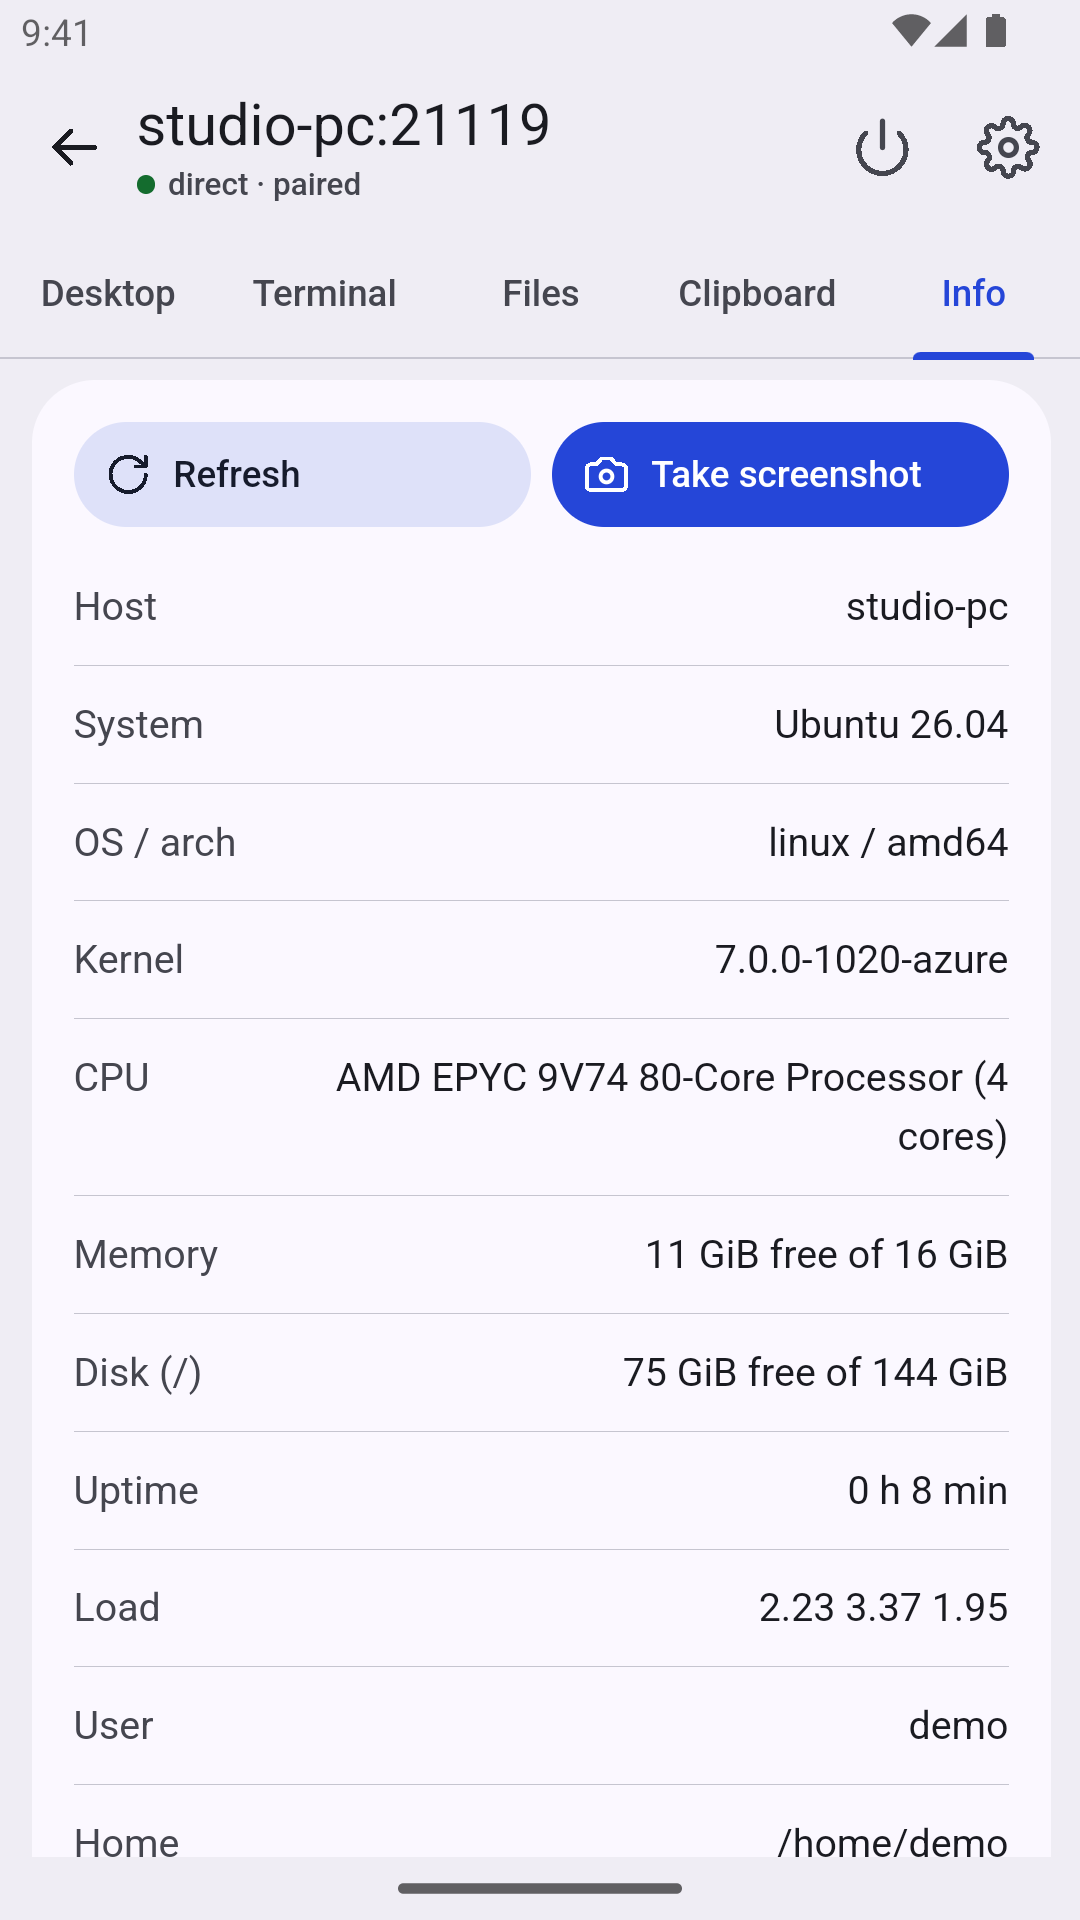 9:41
studio-pc:21119
direct · paired
Desktop Terminal Files Clipboard Info
Refresh Take screenshot
Host studio-pc
System Ubuntu 26.04
OS / arch linux / amd64
Kernel 7.0.0-1020-azure
CPU AMD EPYC 9V74 80-Core Processor (4
cores)
Memory 11 GiB free of 16 GiB
Disk (/) 75 GiB free of 144 GiB
Uptime 0 h 8 min
Load 2.23 3.37 1.95
User demo
Home /home/demo